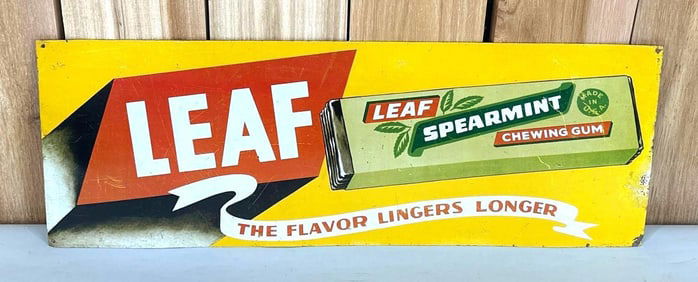 LEAF
LEAF
SPEARMINT
MADE
IN
U.S.A.
CHEWING GUM
THE FLAVOR LINGERS LONGER